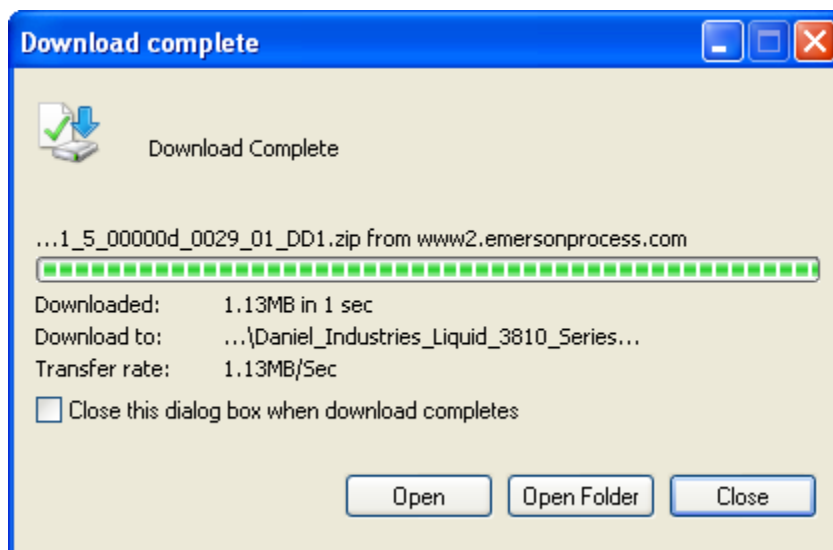 Download complete
Download Complete
...1_5_00000d_0029_01_DD1.zip from www2.emersonprocess.com
Downloaded: 1.13MB in 1 sec
Download to: ...\Daniel_Industries_Liquid_3810_Series...
Transfer rate: 1.13MB/Sec
Close this dialog box when download completes
Open Open Folder Close